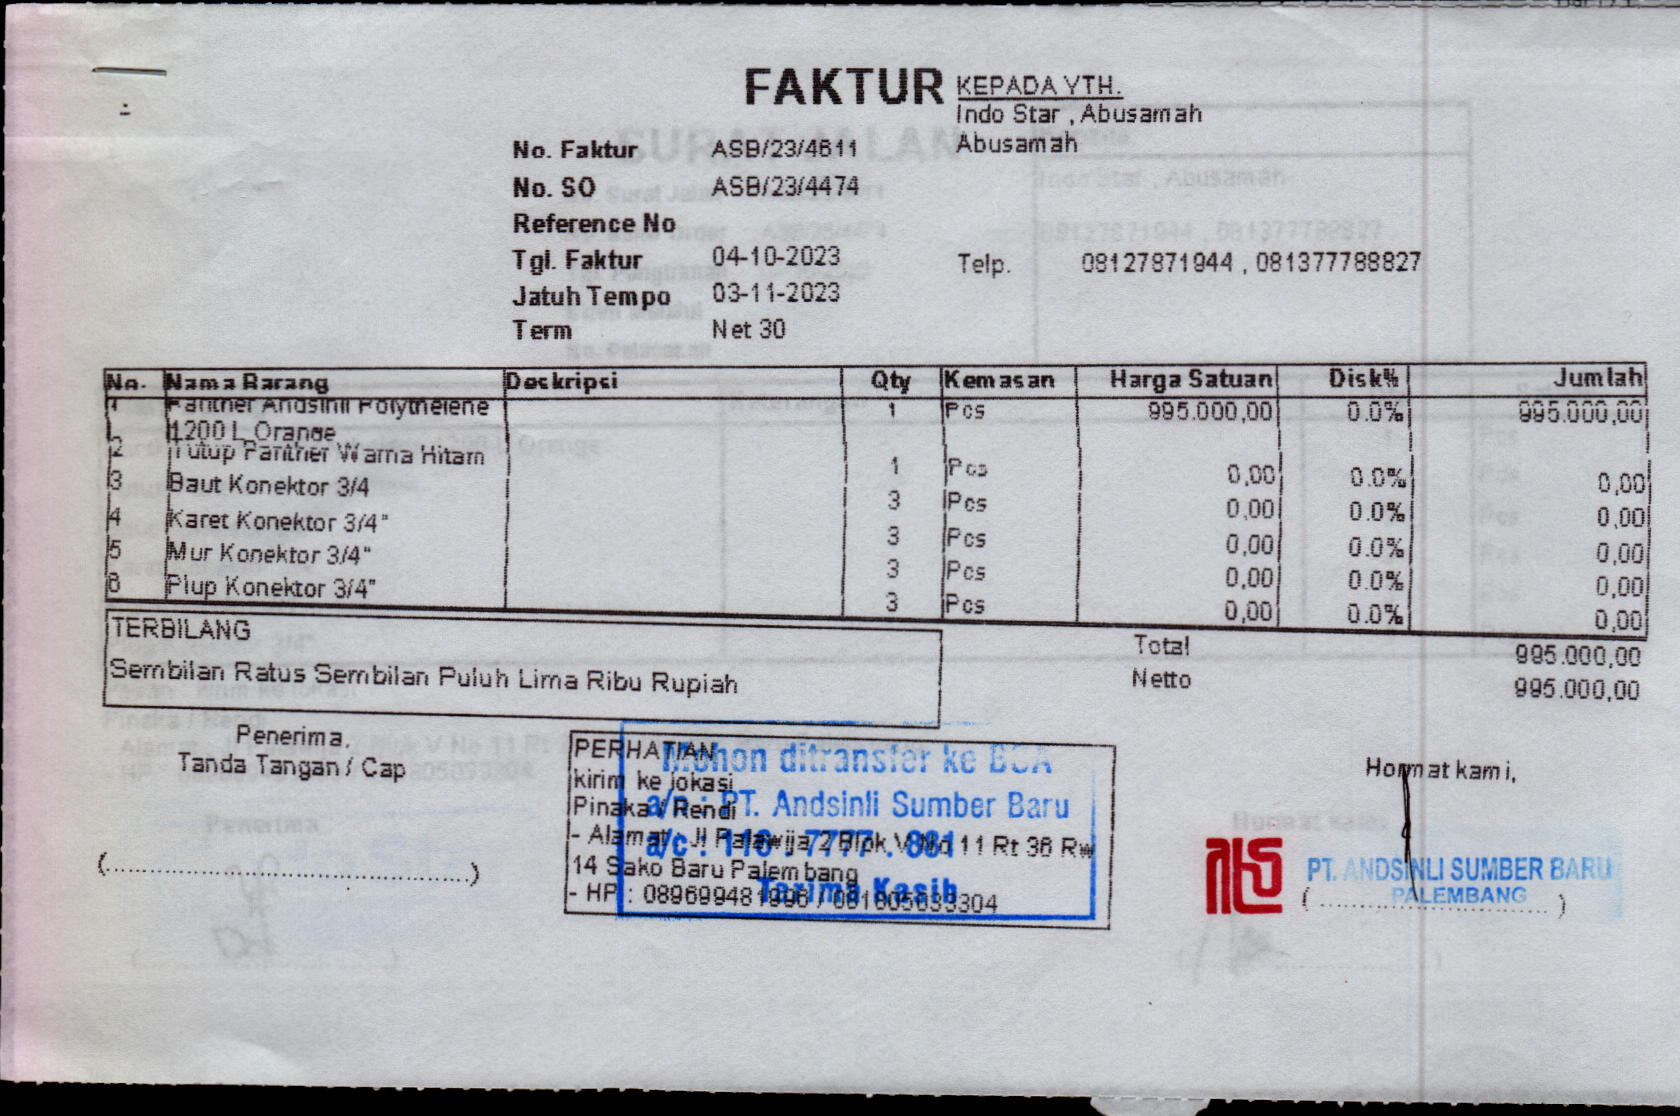 FAKTUR
KEPADA YTH.
Indo Star , Abusamah
Abusamah
No. Faktur ASB/23/4611
No. SO ASB/23/4474
Reference No
Tgl. Faktur 04-10-2023
Telp. 08127871944 , 081377788827
Jatuh Tempo 03-11-2023
Term Net 30
No. Nama Barang Deskripsi Qty Kemasan Harga Satuan Disk% Jumlah
1 Panther Andsinli Polythelene 1 Pcs 995.000,00 0.0% 995.000,00
1200 L Orange
2 Tutup Panther Warna Hitam 1 Pcs 0,00 0.0% 0,00
3 Baut Konektor 3/4 3 Pcs 0,00 0.0% 0,00
4 Karet Konektor 3/4" 3 Pcs 0,00 0.0% 0,00
5 Mur Konektor 3/4" 3 Pcs 0,00 0.0% 0,00
6 Plup Konektor 3/4" 3 Pcs 0,00 0.0% 0,00
TERBILANG
Sembilan Ratus Sembilan Puluh Lima Ribu Rupiah
Total 995.000,00
Netto 995.000,00
Penerima,
Tanda Tangan / Cap
(..................................................)
PERHATIAN
kirim ke lokasi
Pinaka / Rendi
- Alamat : Jl Palawija 2 Blok V No 11 Rt 36 Rw
14 Sako Baru Palembang
- HP :
Mohon ditransfer ke BCA
a/n : PT. Andsinli Sumber Baru
a/c : 116 . 7777 . 881
Tarima Kasih
Hormat kami,
PT. ANDSINLI SUMBER BARU
PALEMBANG
(................................)